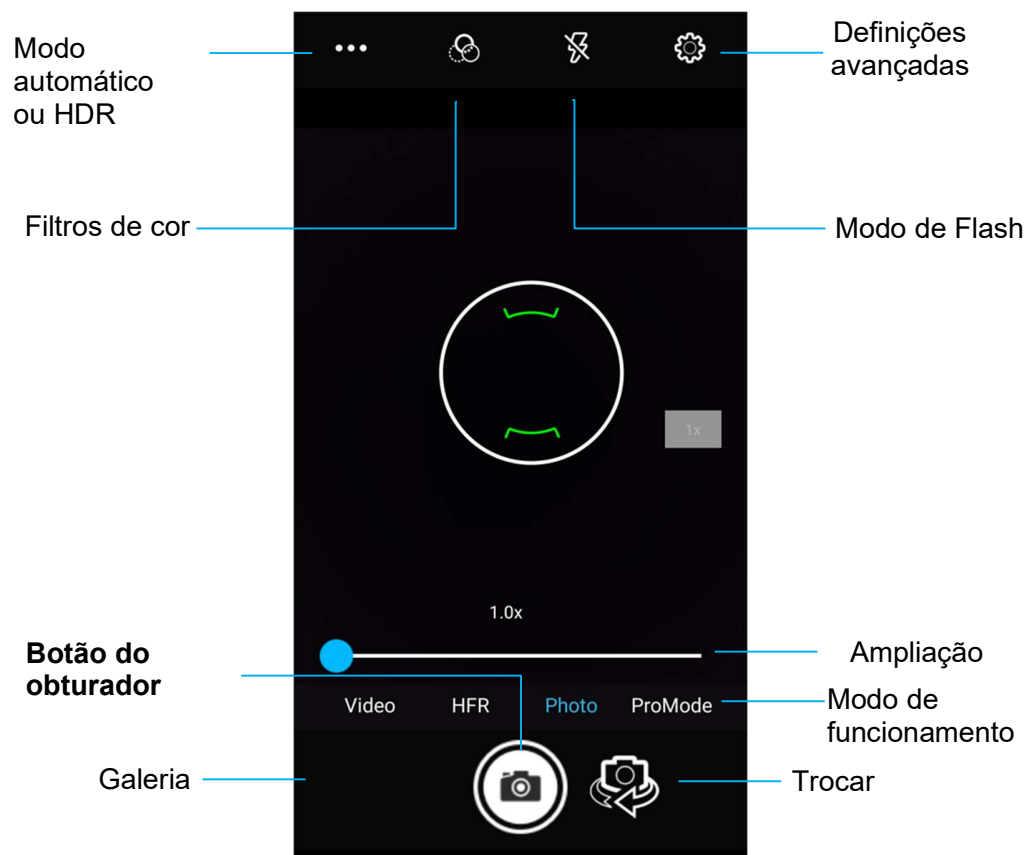 Modo
automático
ou HDR
Definições
avançadas
Filtros de cor
Modo de Flash
1x
1.0x
Botão do
obturador
Ampliação
Video HFR Photo ProMode
Modo de
funcionamento
Galeria
Trocar